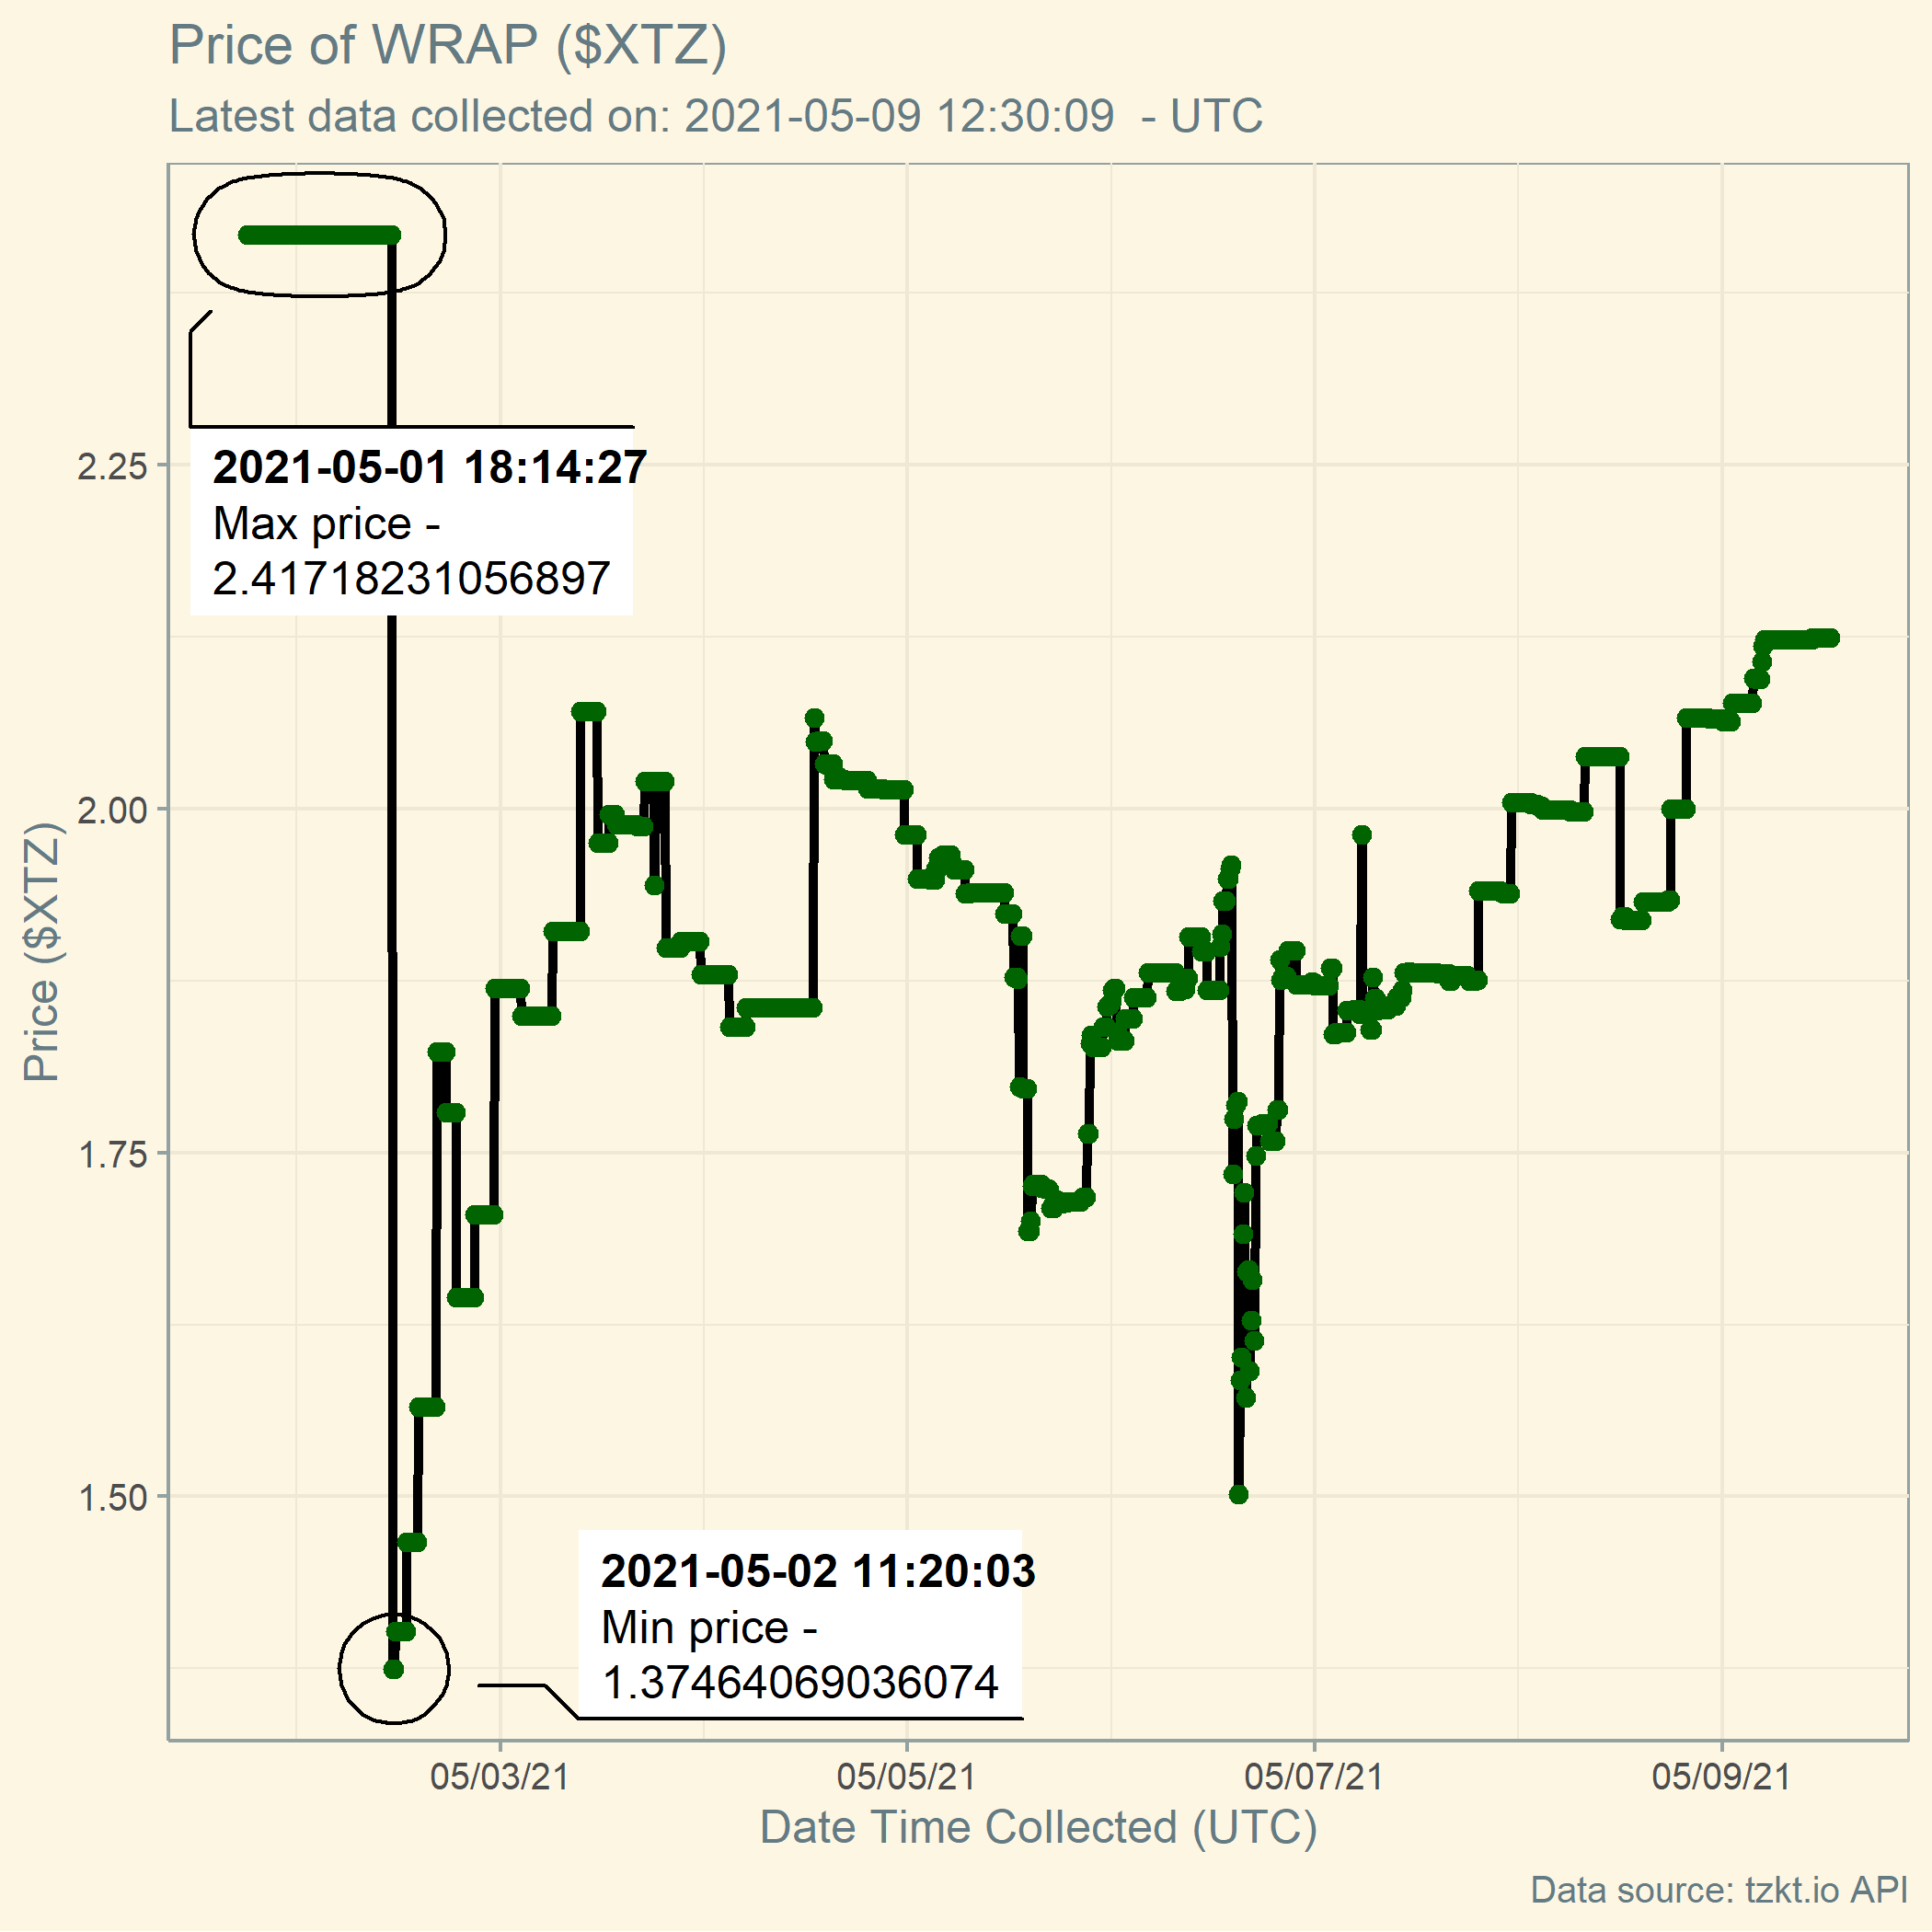 Price of WRAP ($XTZ)
Latest data collected on: 2021-05-09 12:30:09  - UTC
2021-05-01 18:14:27
Max price -
2.41718231056897
2.25
2.00
1.75
1.50
Price ($XTZ)
2021-05-02 11:20:03
Min price -
1.37464069036074
05/03/21
05/05/21
05/07/21
05/09/21
Date Time Collected (UTC)
Data source: tzkt.io API